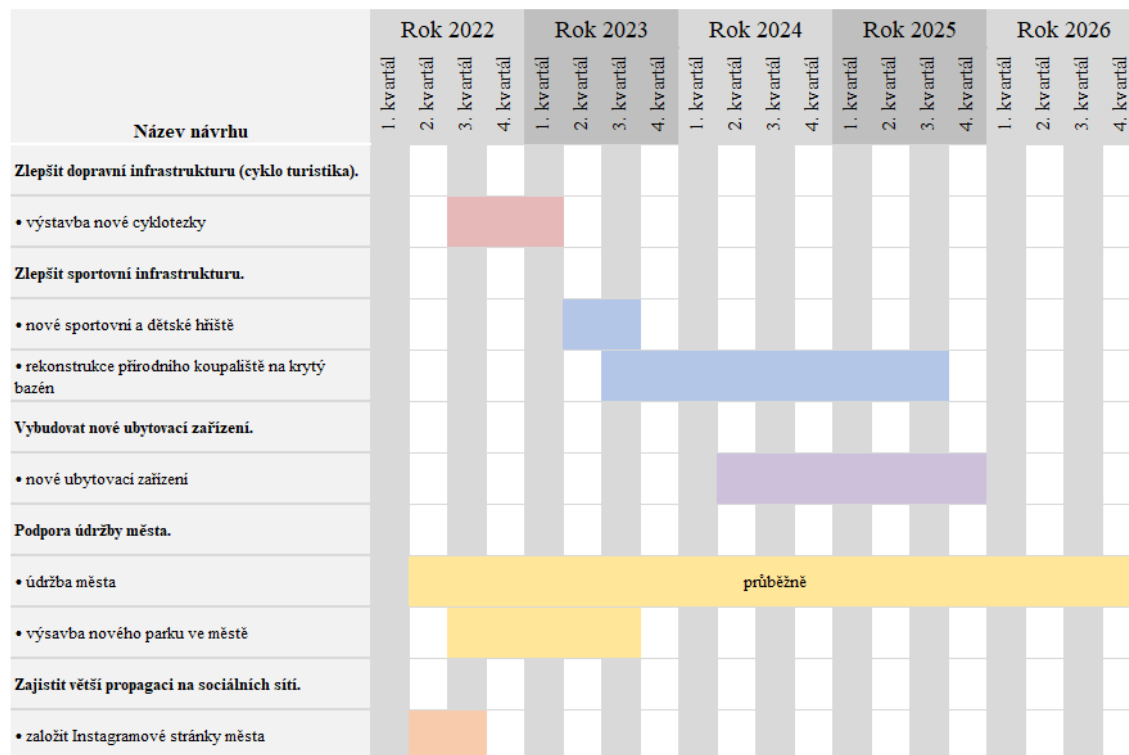 Rok 2022 Rok 2023 Rok 2024 Rok 2025 Rok 2026
1. kvartál 2. kvartál 3. kvartál 4. kvartál 1. kvartál 2. kvartál 3. kvartál 4. kvartál 1. kvartál 2. kvartál 3. kvartál 4. kvartál 1. kvartál 2. kvartál 3. kvartál 4. kvartál 1. kvartál 2. kvartál 3. kvartál 4. kvartál
Název návrhu
Zlepšit dopravní infrastrukturu (cyklo turistika).
• výstavba nové cyklotezky
Zlepšit sportovní infrastrukturu.
• nové sportovní a dětské hřiště
• rekonstrukce přírodního koupaliště na krytý
bazén
Vybudovat nové ubytovací zařízení.
• nové ubytovací zařízení
Podpora údržby města.
• údržba města průběžně
• výsavba nového parku ve městě
Zajistit větší propagaci na sociálních sítí.
• založit Instagramové stránky města